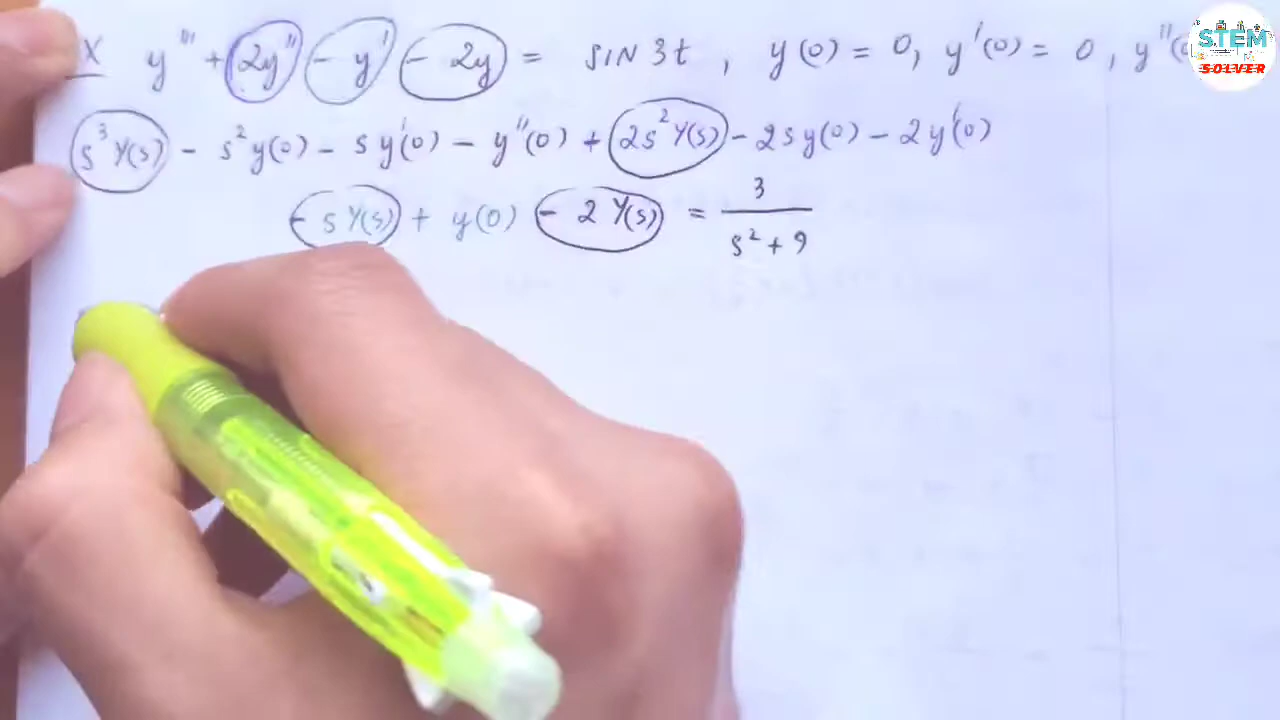 X y''' + 2y'' - y' - 2y = sin 3t , y(0) = 0, y'(0) = 0, y''(0
STEM
SOLVER
s³Y(s) - s²y(0) - sy'(0) - y''(0) + 2s²Y(s) - 2sy(0) - 2y'(0)
- sY(s) + y(0) - 2Y(s) = 3/(s² + 9)